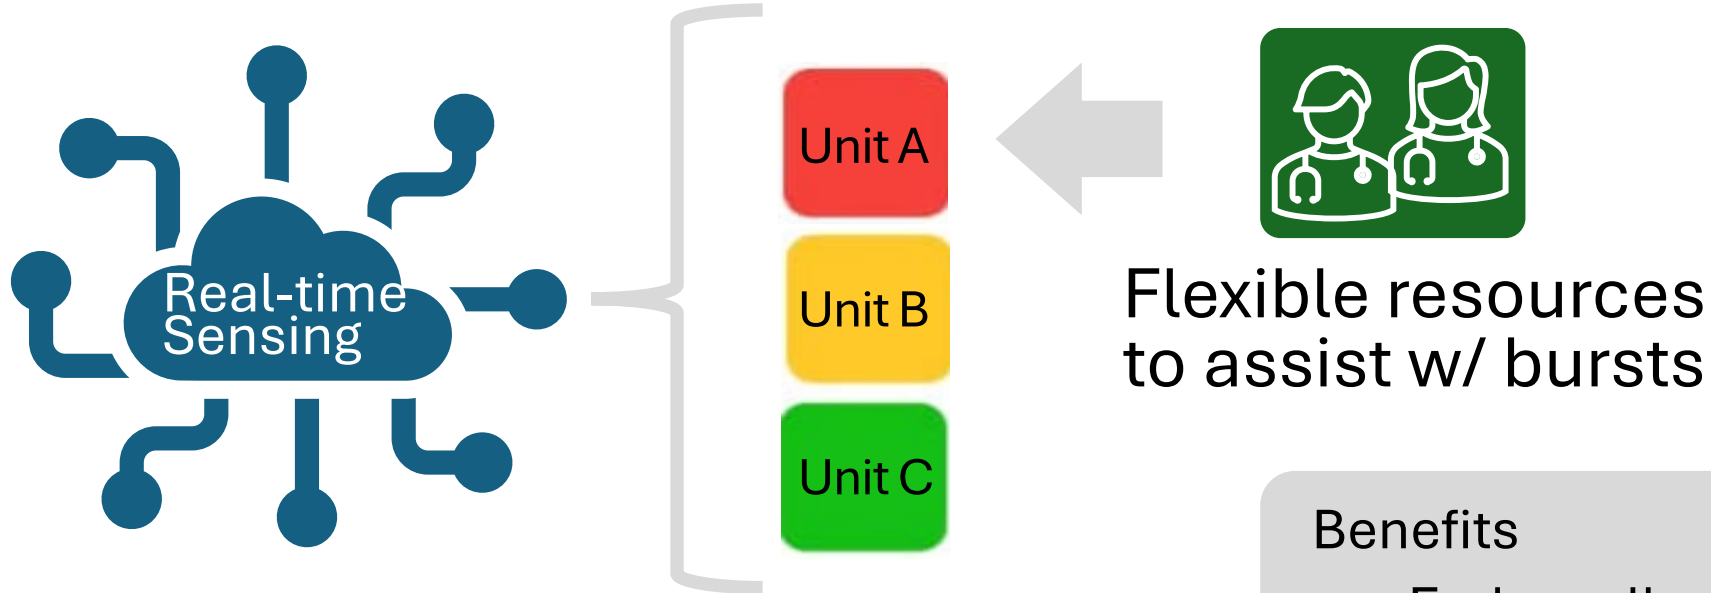 Real-time
Sensing
Unit A
Unit B
Unit C
Flexible resources
to assist w/ bursts
Benefits